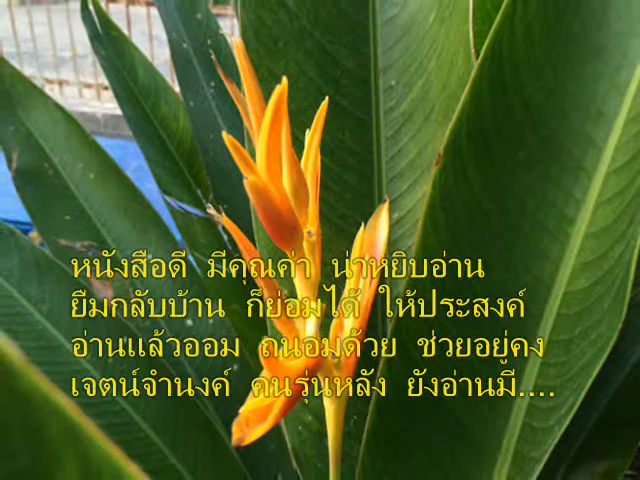 หนังสือดี มีคุณค่า น่าหยิบอ่าน
ยืมกลับบ้าน ก็ย่อมได้ ให้ประสงค์
อ่านแล้วออม ถนอมด้วย ช่วยอยู่คง
เจตน์จำนงค์ คนรุ่นหลัง ยังอ่านมี....